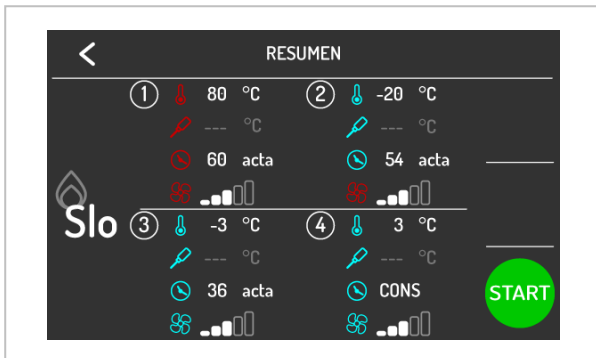 RESUMEN
1 80 °C 2 -20 °C
--- °C --- °C
60 acta 54 acta
Slo
3 -3 °C 4 3 °C
--- °C --- °C
36 acta CONS
START